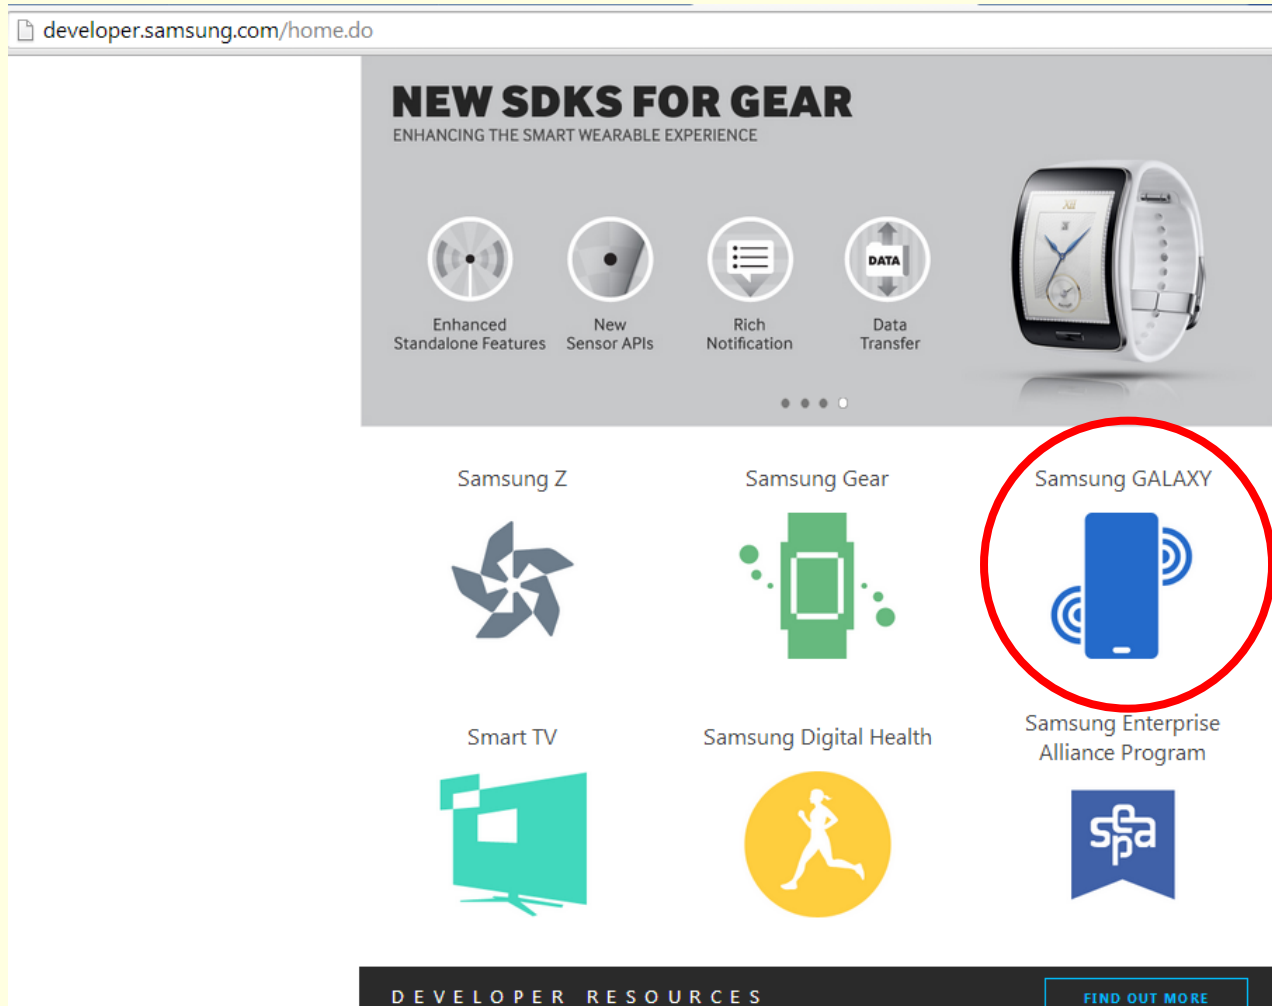 developer.samsung.com/home.do
NEW SDKS FOR GEAR
ENHANCING THE SMART WEARABLE EXPERIENCE
DATA
Enhanced
Standalone Features
New
Sensor APIs
Rich
Notification
Data
Transfer
XII
Samsung Z
Samsung Gear
Samsung GALAXY
Smart TV
Samsung Digital Health
Samsung Enterprise
Alliance Program
sepa
DEVELOPER RESOURCES
FIND OUT MORE